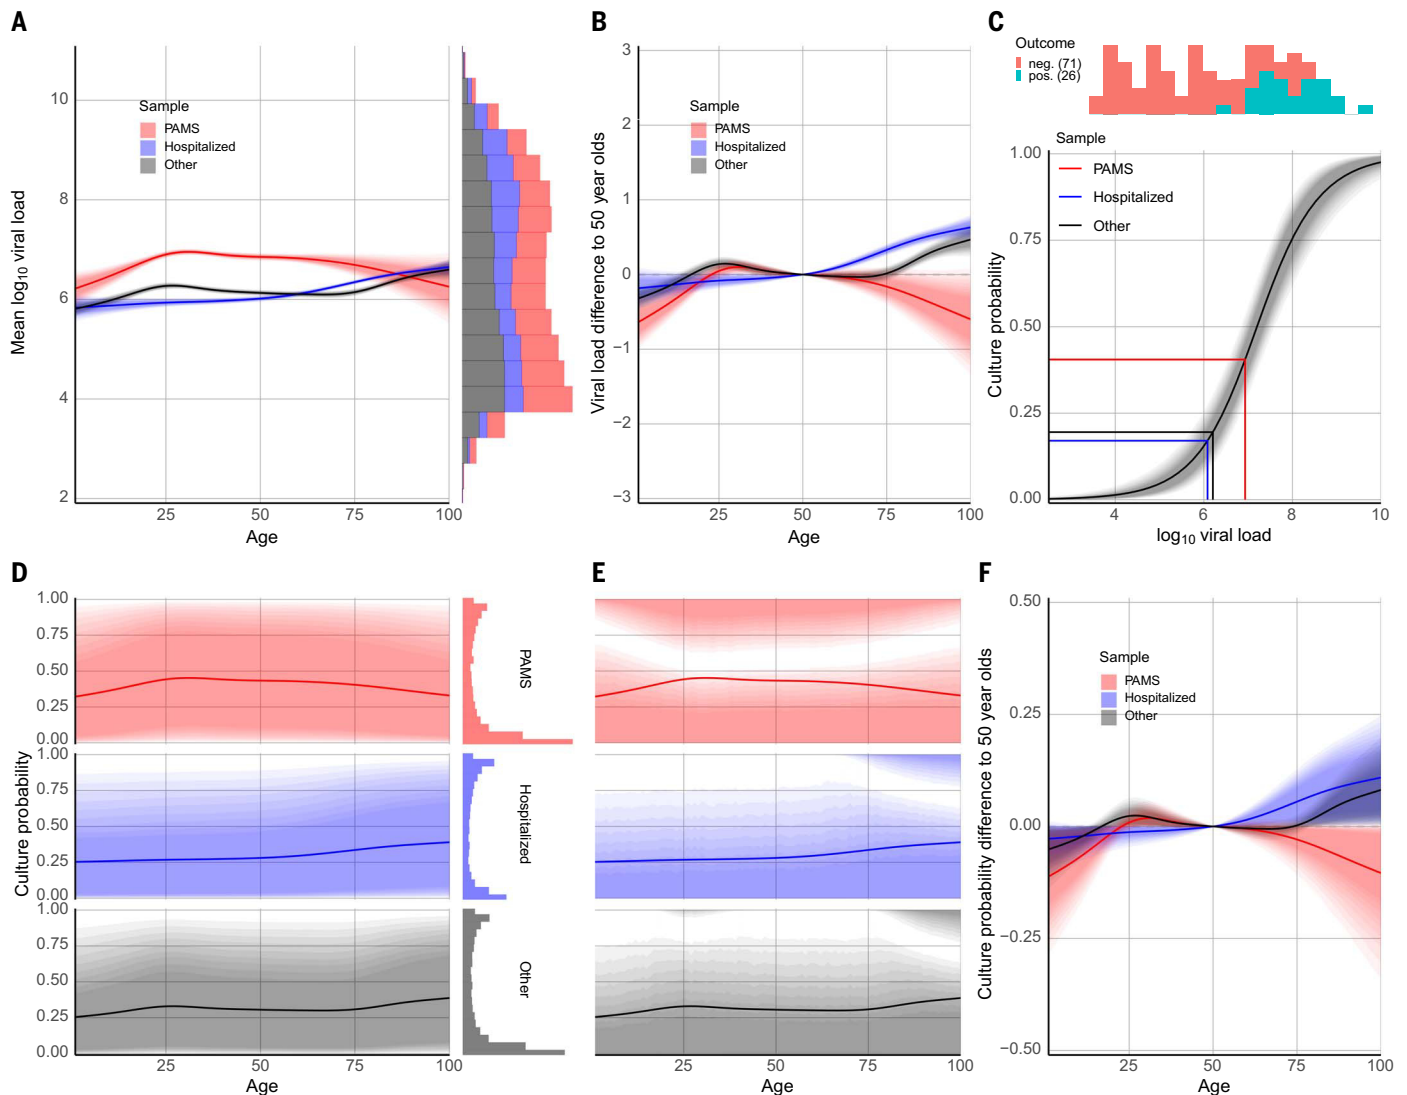 A
Mean log10 viral load
10
8
6
4
2
Sample
PAMS
Hospitalized
Other
25
50
75
100
Age
B
Viral load difference to 50 year olds
3
2
1
0
−1
−2
−3
Sample
PAMS
Hospitalized
Other
25
50
75
100
Age
C
Outcome
neg. (71)
pos. (26)
Sample
PAMS
Hospitalized
Other
Culture probability
1.00
0.75
0.50
0.25
0.00
4
6
8
10
log10 viral load
D
Culture probability
1.00
0.75
0.50
0.25
0.00
PAMS
1.00
0.75
0.50
0.25
0.00
Hospitalized
1.00
0.75
0.50
0.25
0.00
Other
25
50
75
100
Age
E
25
50
75
100
Age
F
Culture probability difference to 50 year olds
0.50
0.25
0.00
−0.25
−0.50
Sample
PAMS
Hospitalized
Other
25
50
75
100
Age